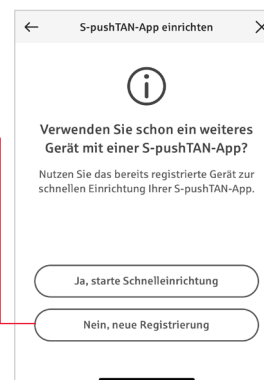 S-pushTAN-App einrichten
Verwenden Sie schon ein weiteres
Gerät mit einer S-pushTAN-App?
Nutzen Sie das bereits registrierte Gerät zur
schnellen Einrichtung Ihrer S-pushTAN-App.
Ja, starte Schnelleinrichtung
Nein, neue Registrierung